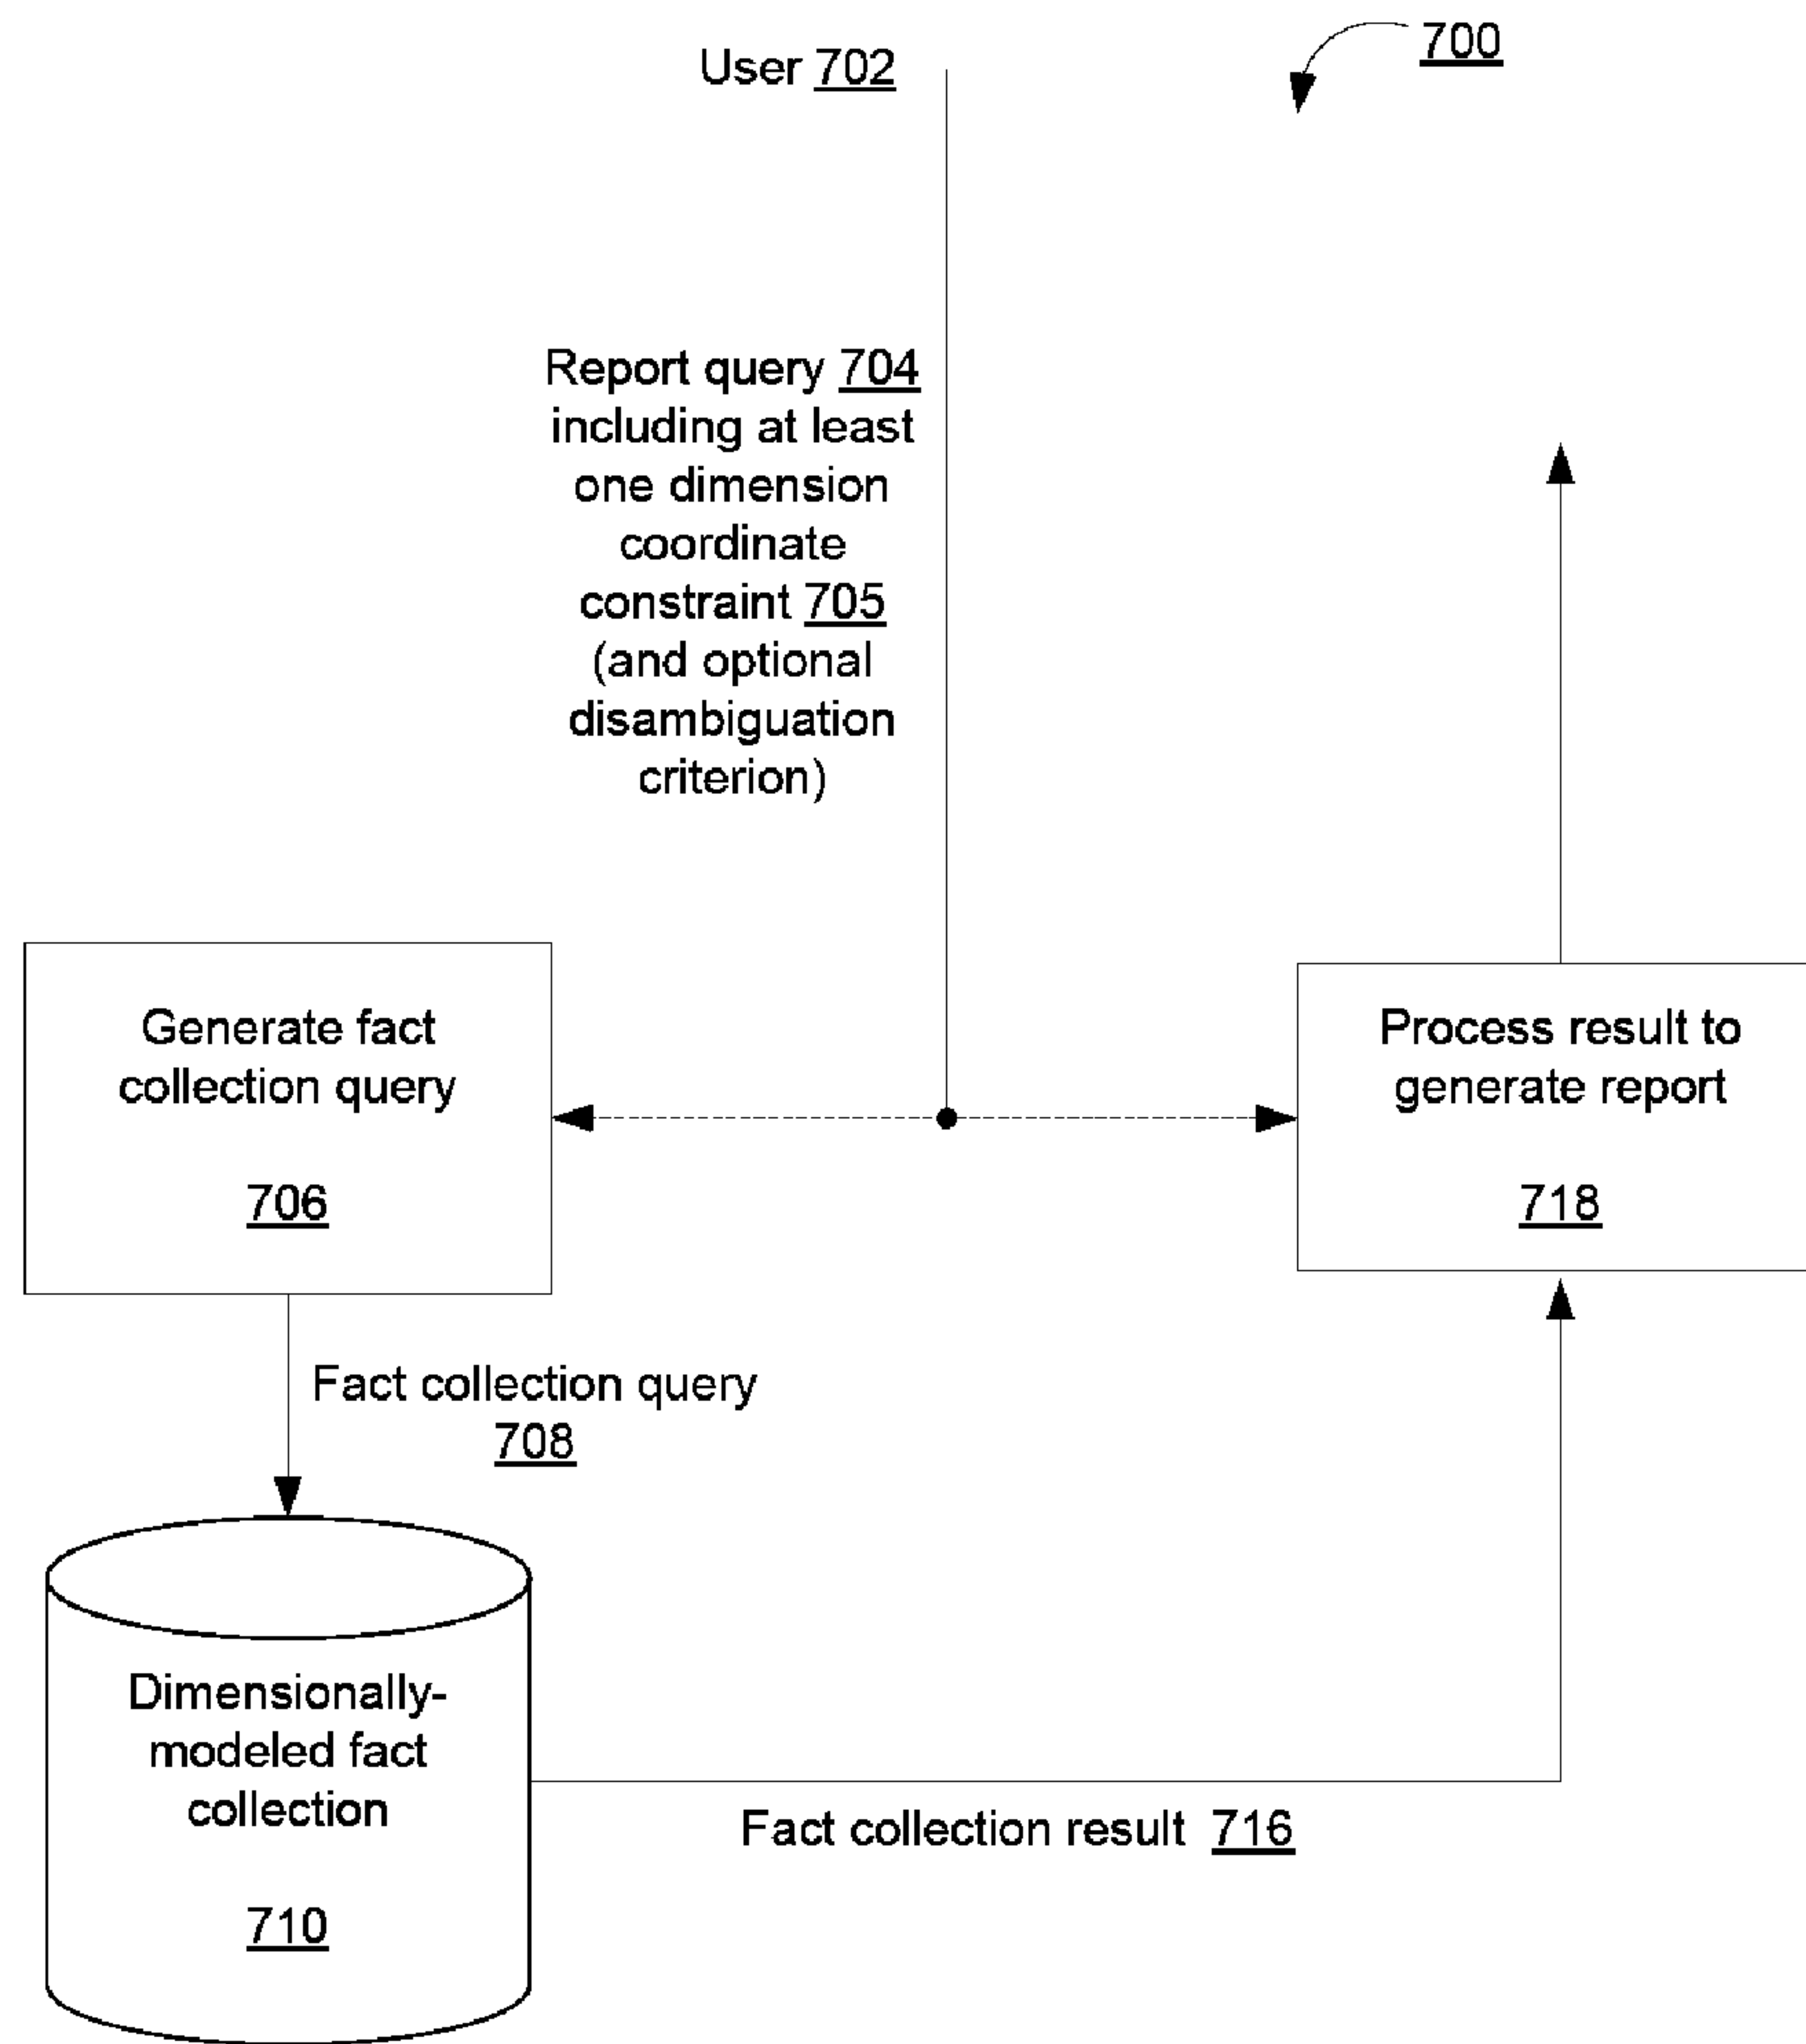 User 702
700
Report query 704
including at least
one dimension
coordinate
constraint 705
(and optional
disambiguation
criterion)
Generate fact
collection query
706
Process result to
generate report
718
Fact collection query
708
Dimensionally-
modeled fact
collection
710
Fact collection result 716